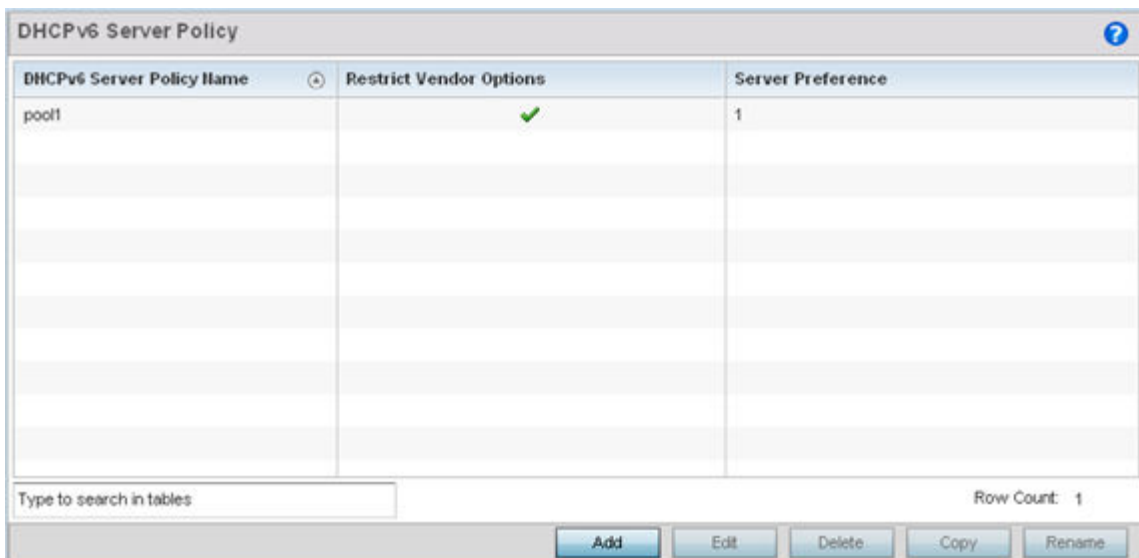 DHCPv6 Server Policy
DHCPv6 Server Policy Name Restrict Vendor Options Server Preference
pool1 1
Type to search in tables Row Count: 1
Add Edit Delete Copy Rename